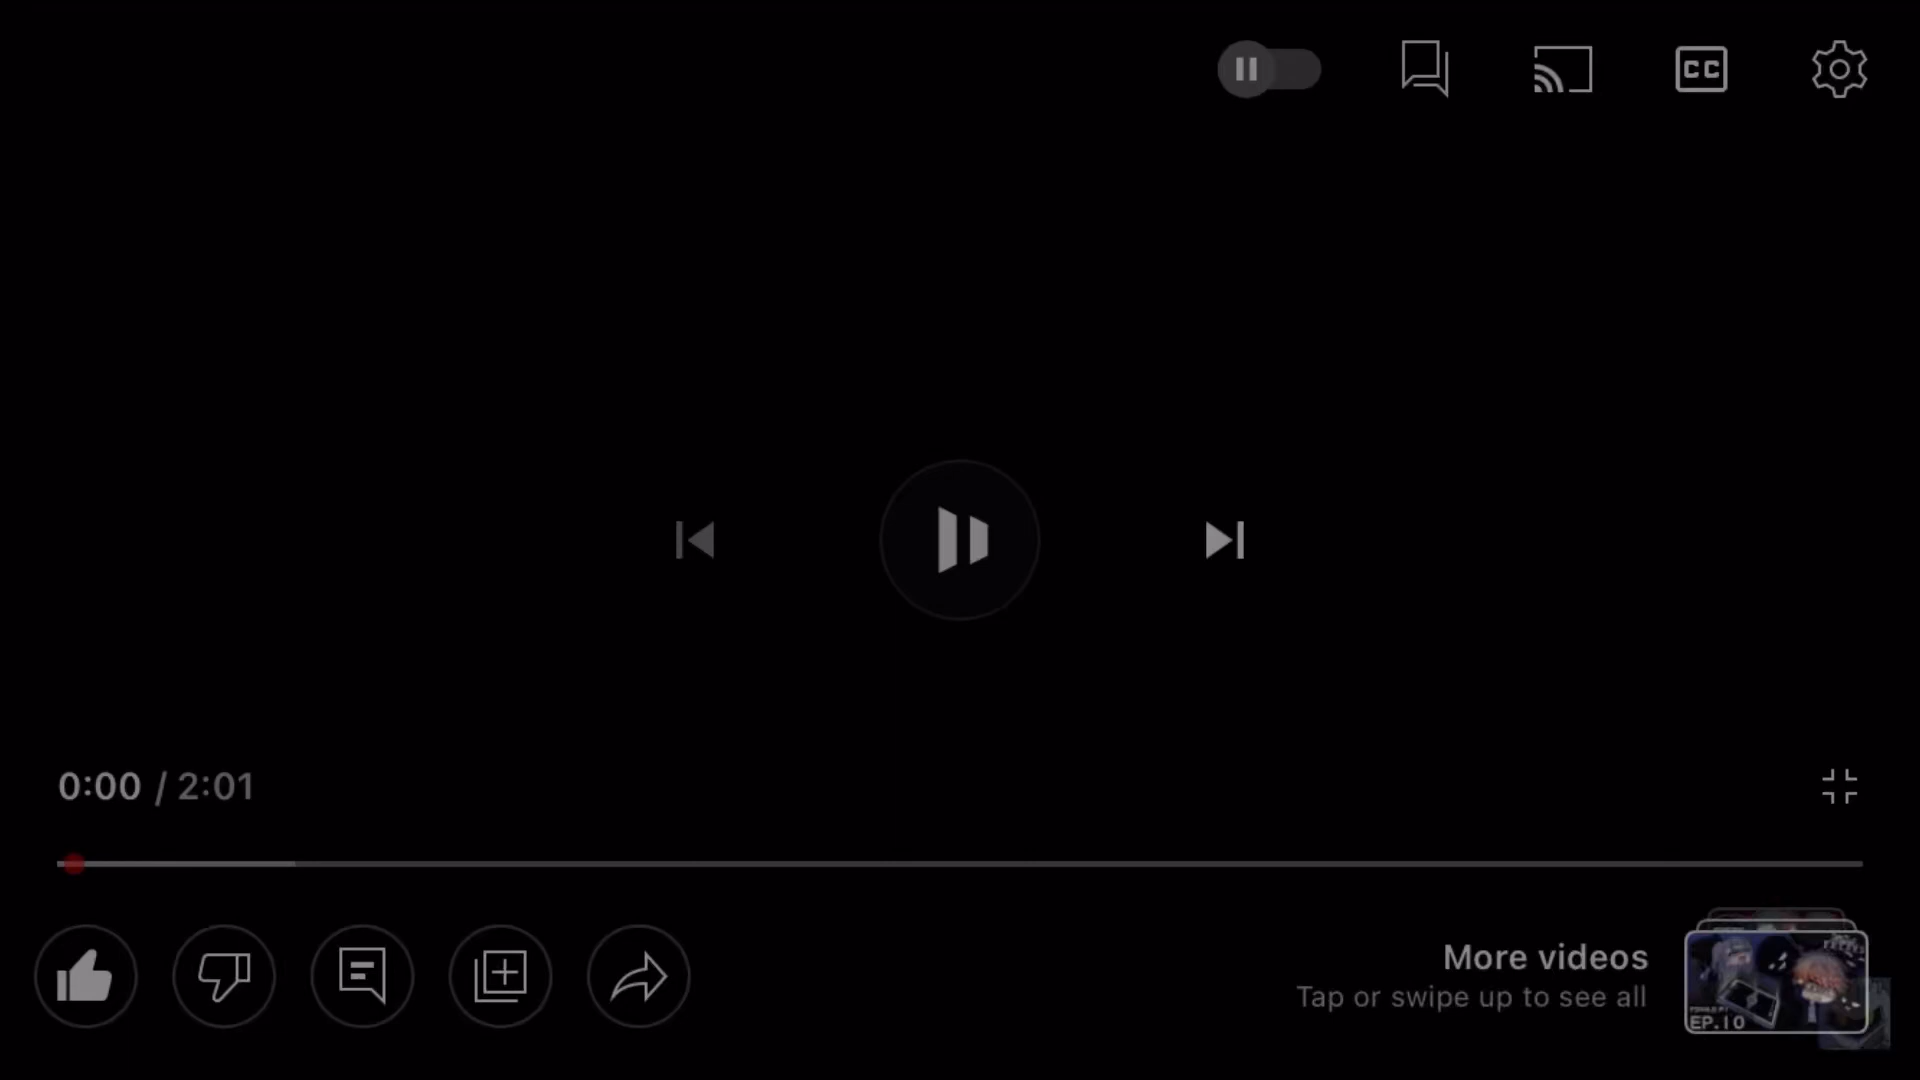 CC
0:00 / 2:01
More videos
Tap or swipe up to see all
EP.10